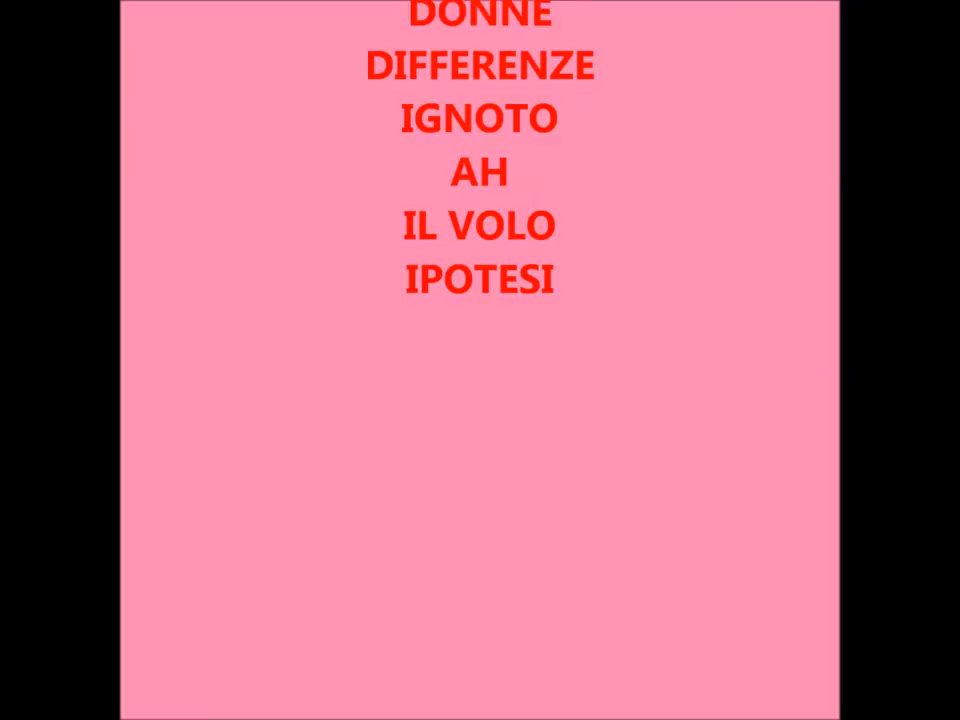 DONNE
DIFFERENZE
IGNOTO
AH
IL VOLO
IPOTESI